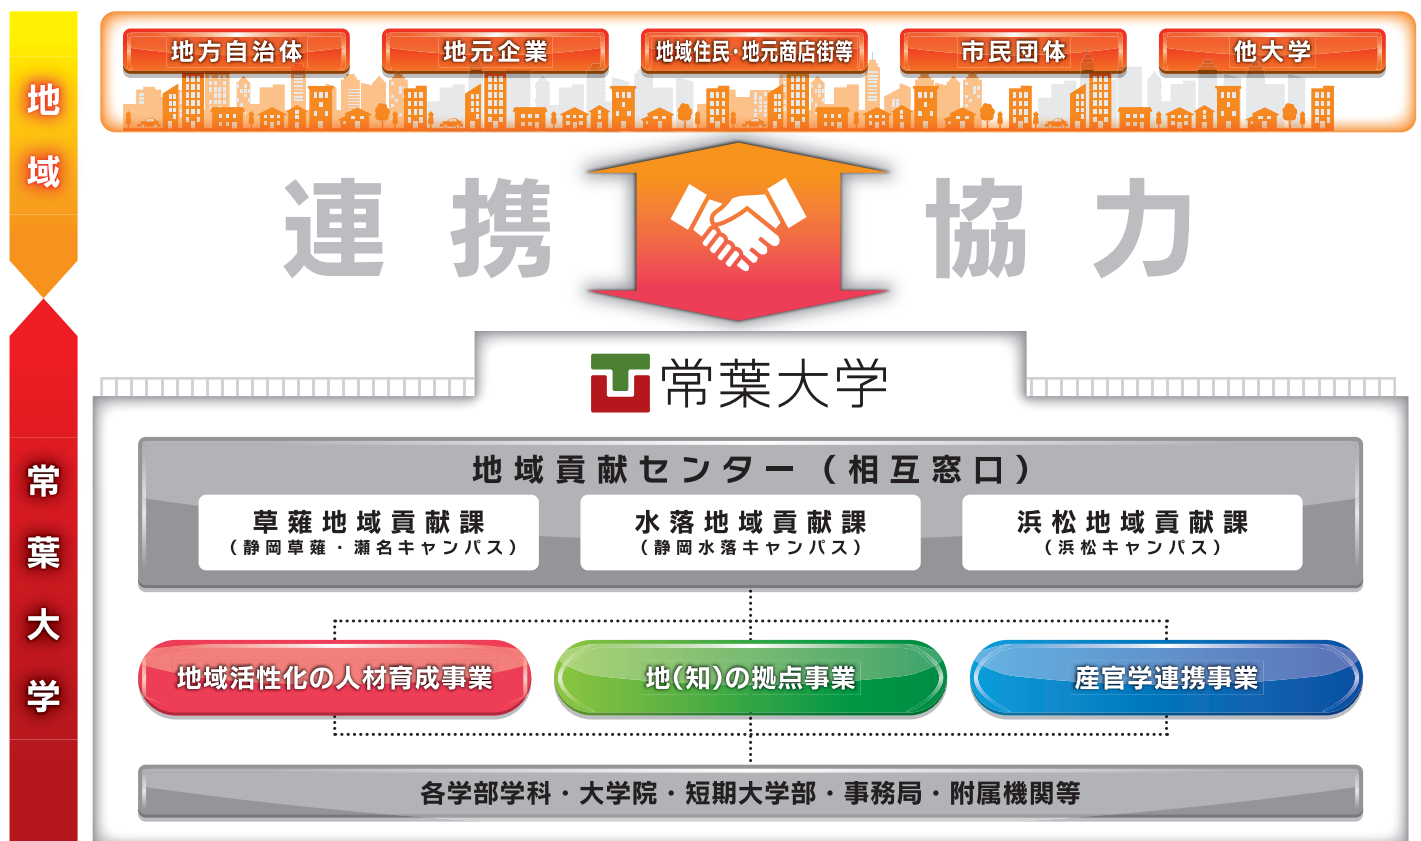 地域
地方自治体
地元企業
地域住民・地元商店街等
市民団体
他大学
連携
協力
常葉大学
常葉大学
地域貢献センター（相互窓口）
草薙地域貢献課
（静岡草薙・瀬名キャンパス）
水落地域貢献課
（静岡水落キャンパス）
浜松地域貢献課
（浜松キャンパス）
地域活性化の人材育成事業
地（知）の拠点事業
産官学連携事業
各学部学科・大学院・短期大学部・事務局・附属機関等